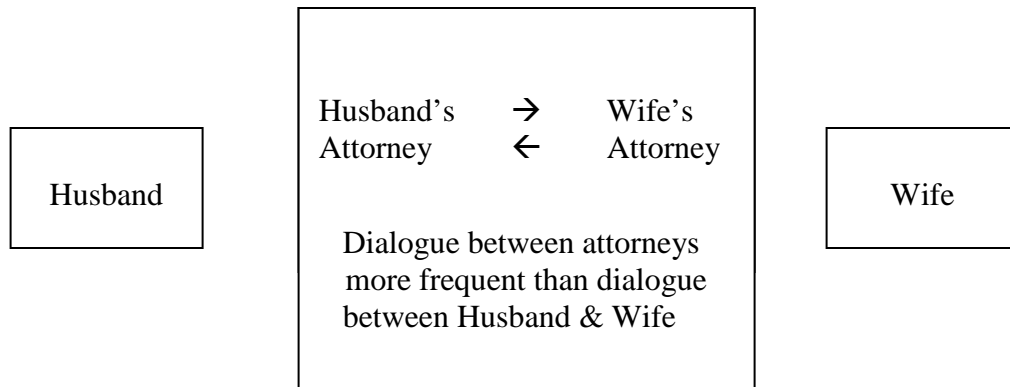 Husband’s → Wife’s
Attorney ← Attorney
Husband
Wife
Dialogue between attorneys
more frequent than dialogue
between Husband & Wife